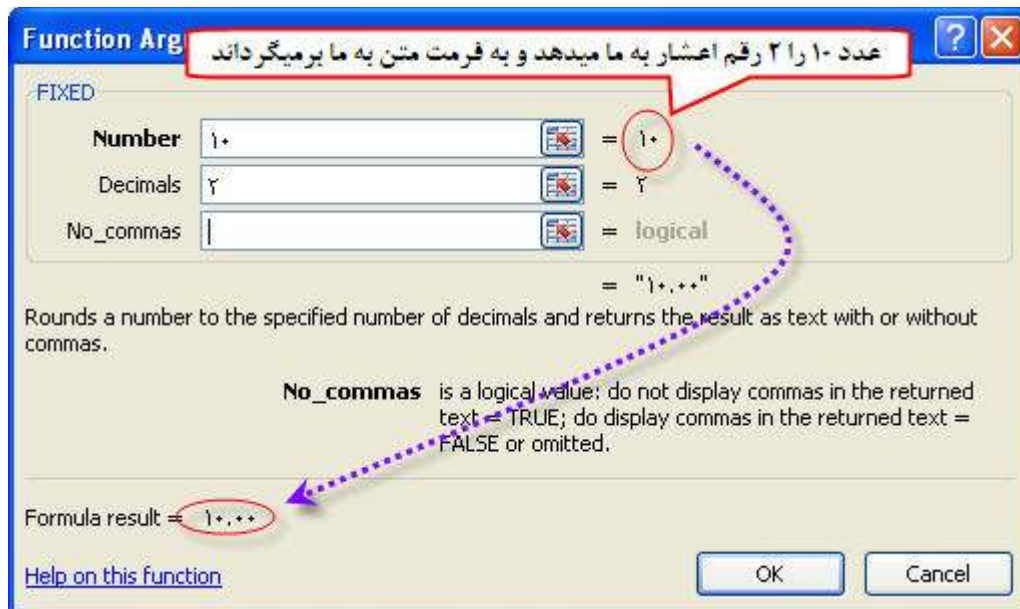 Function Arg
عدد ۱۰ را ۲ رقم اعشار به ما میدهد و به فرمت متن به ما برمیگرداند
FIXED
Number ۱۰ = ۱۰
Decimals ۲ = ۲
No_commas = logical
= "۱۰.۰۰"
Rounds a number to the specified number of decimals and returns the result as text with or without
commas.
No_commas is a logical value: do not display commas in the returned
text = TRUE; do display commas in the returned text =
FALSE or omitted.
Formula result = ۱۰.۰۰
Help on this function
OK
Cancel